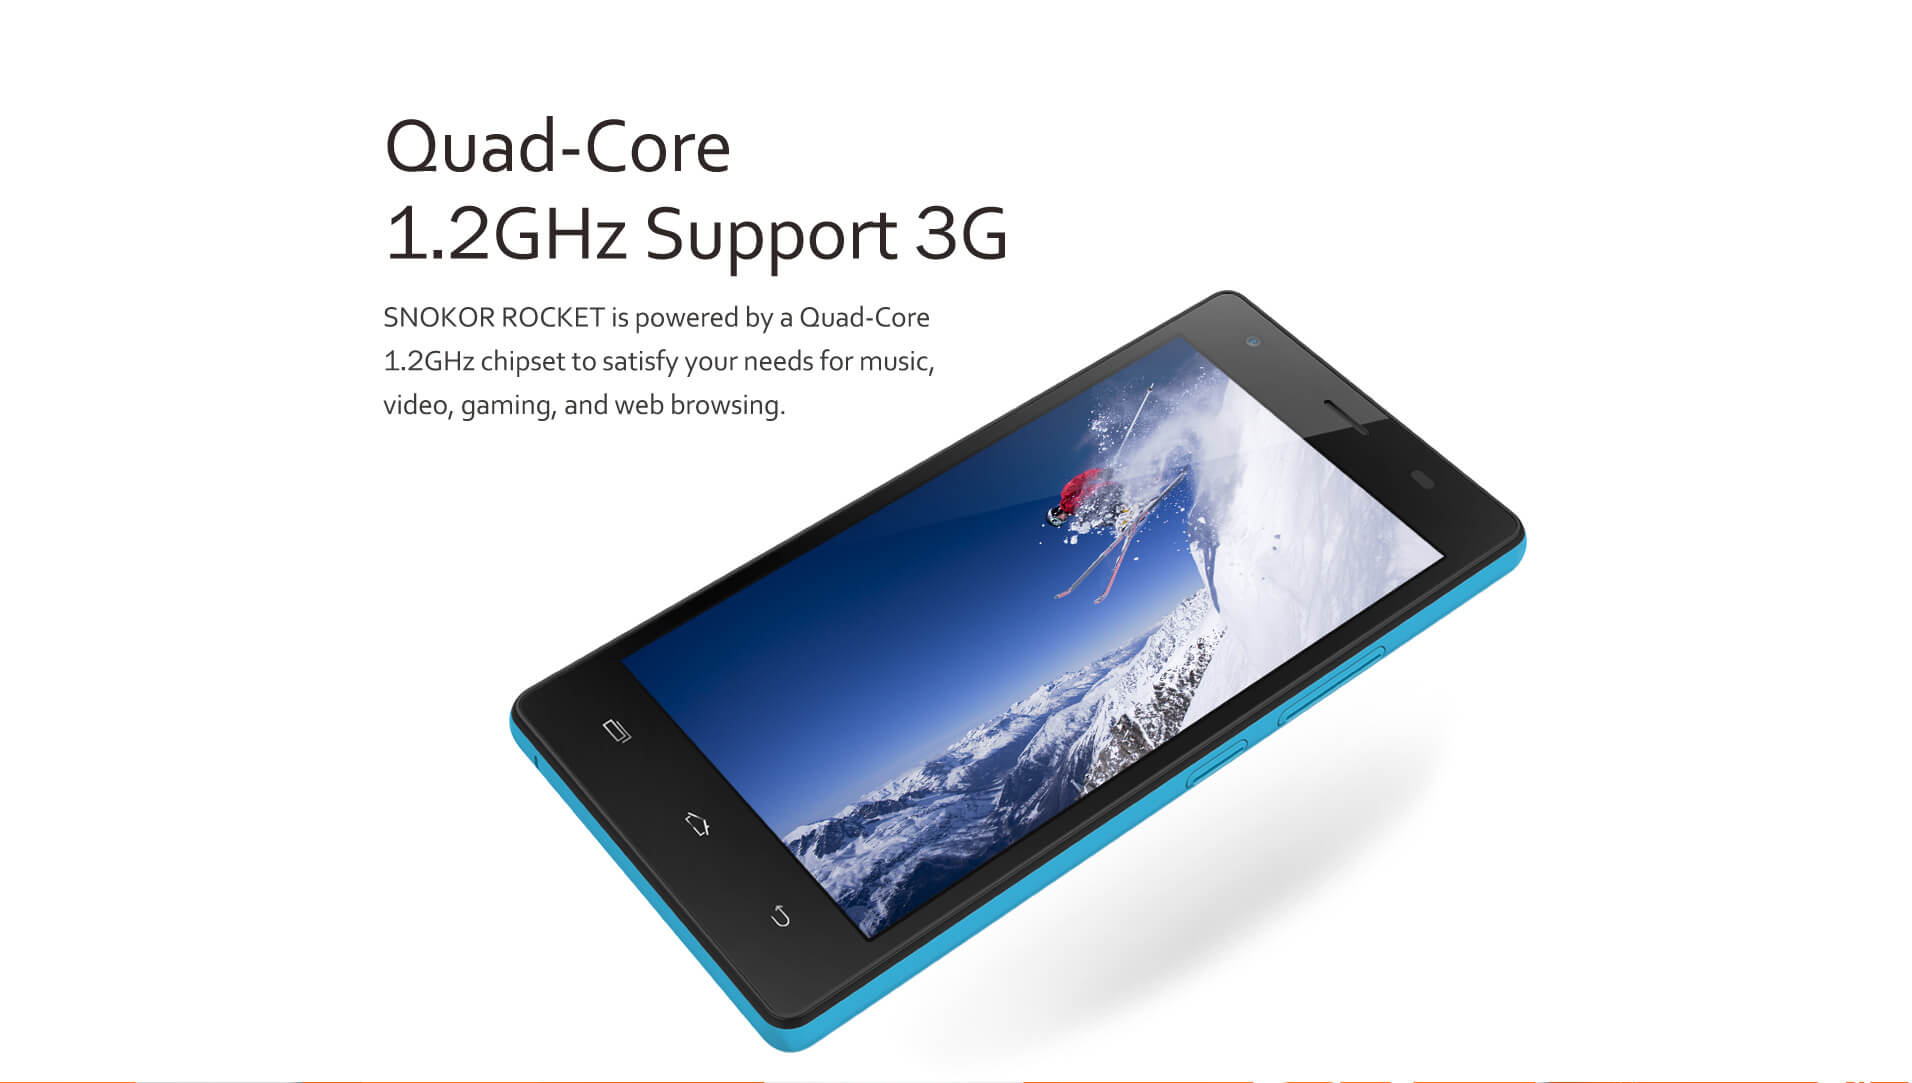 Quad-Core
1.2GHz Support 3G
SNOKOR ROCKET is powered by a Quad-Core
1.2GHz chipset to satisfy your needs for music,
video, gaming, and web browsing.